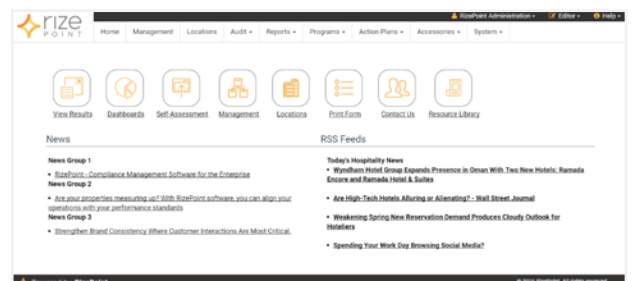 RizePoint Administration
Editor
Help
rize
POINT
Home Management Locations Audit Reports Programs Action Plans Accessories System
View Results Dashboards Self-Assessment Management Locations Print Form Contact Us Resource Library
News
RSS Feeds
News Group 1
RizePoint - Compliance Management Software for the Enterprise
News Group 2
Are your properties measuring up? With RizePoint software, you can align your
operations with your performance standards
News Group 3
Strengthen Brand Consistency Where Customer Interactions Are Most Critical.
Today's Hospitality News
Wyndham Hotel Group Expands Presence in Oman With Two New Hotels: Ramada
Encore and Ramada Hotel & Suites
Are High-Tech Hotels Alluring or Alienating? - Wall Street Journal
Weakening Spring New Reservation Demand Produces Cloudy Outlook for
Hoteliers
Spending Your Work Day Browsing Social Media?